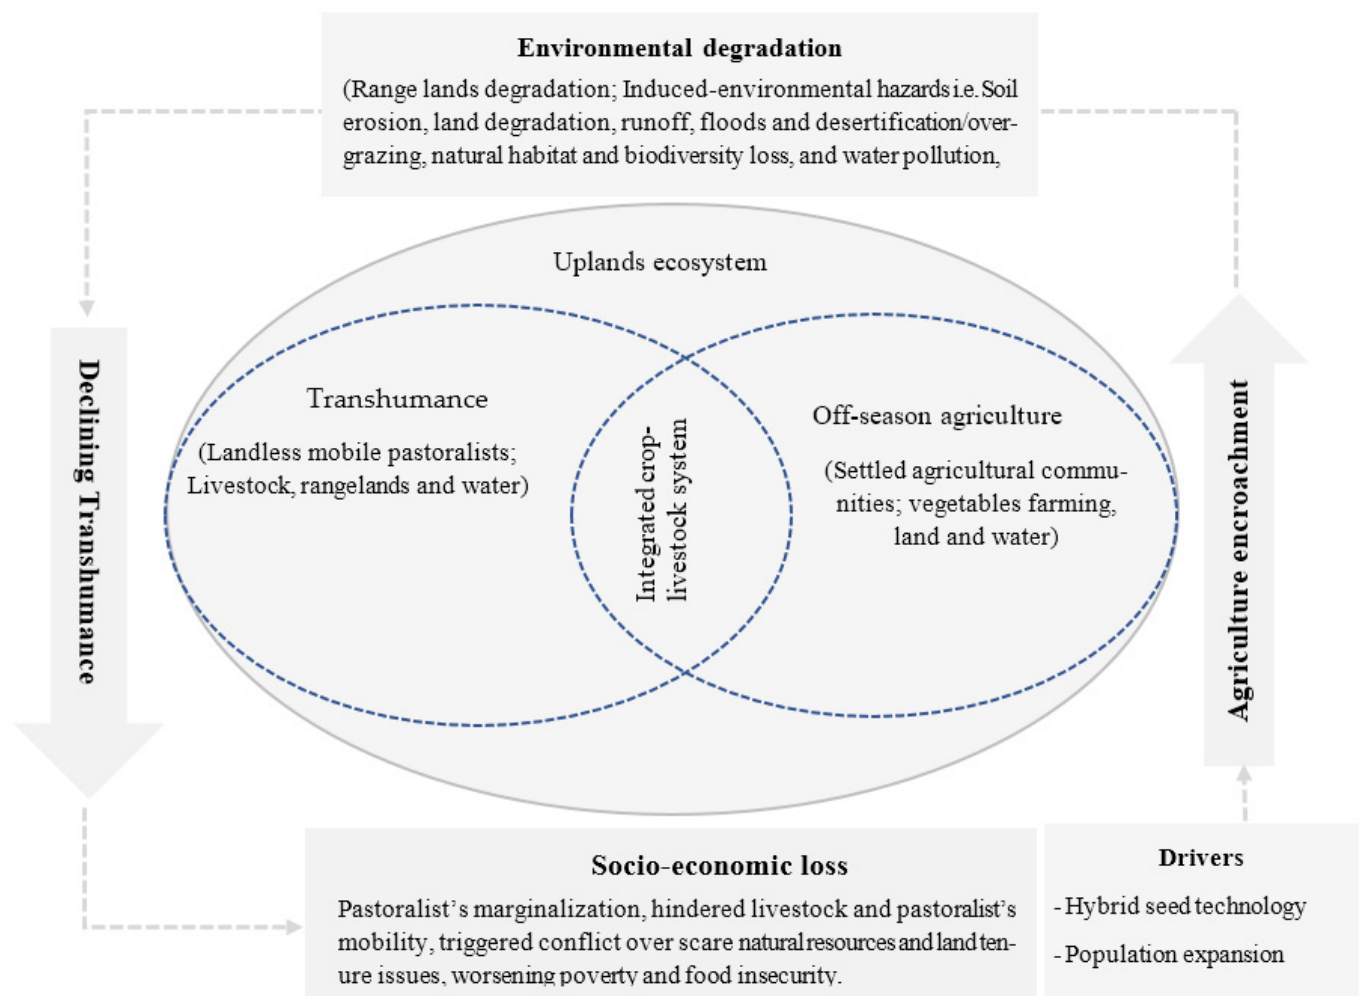 Environmental degradation
(Range lands degradation; Induced-environmental hazards i.e. Soil
erosion, land degradation, runoff, floods and desertification/over-
grazing, natural habitat and biodiversity loss, and water pollution,
Uplands ecosystem
Declining Transhumance
Transhumance
(Landless mobile pastoralists;
Livestock, rangelands and water)
Integrated crop-
livestock system
Off-season agriculture
(Settled agricultural commu-
nities; vegetables farming,
land and water)
Agriculture encroachment
Socio-economic loss
Pastoralist's marginalization, hindered livestock and pastoralist's
mobility, triggered conflict over scare natural resources and land ten-
ure issues, worsening poverty and food insecurity.
Drivers
- Hybrid seed technology
- Population expansion